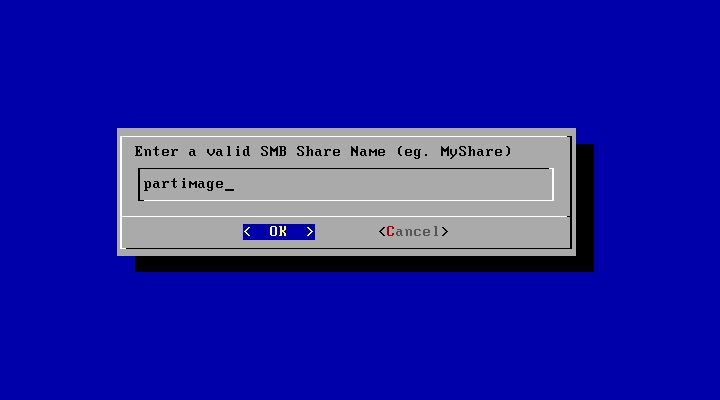 Enter a valid SMB Share Name (eg. MyShare)
partimage_
<  OK  > <Cancel>